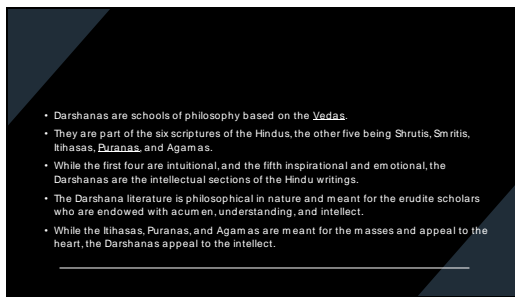 • Darshanas are schools of philosophy based on the Vedas.
• They are part of the six scriptures of the Hindus, the other five being Shrutis, Smritis,
Itihasas, Puranas, and Agamas.
• While the first four are intuitional, and the fifth inspirational and emotional, the
Darshanas are the intellectual sections of the Hindu writings.
• The Darshana literature is philosophical in nature and meant for the erudite scholars
who are endowed with acumen, understanding, and intellect.
• While the Itihasas, Puranas, and Agamas are meant for the masses and appeal to the
heart, the Darshanas appeal to the intellect.